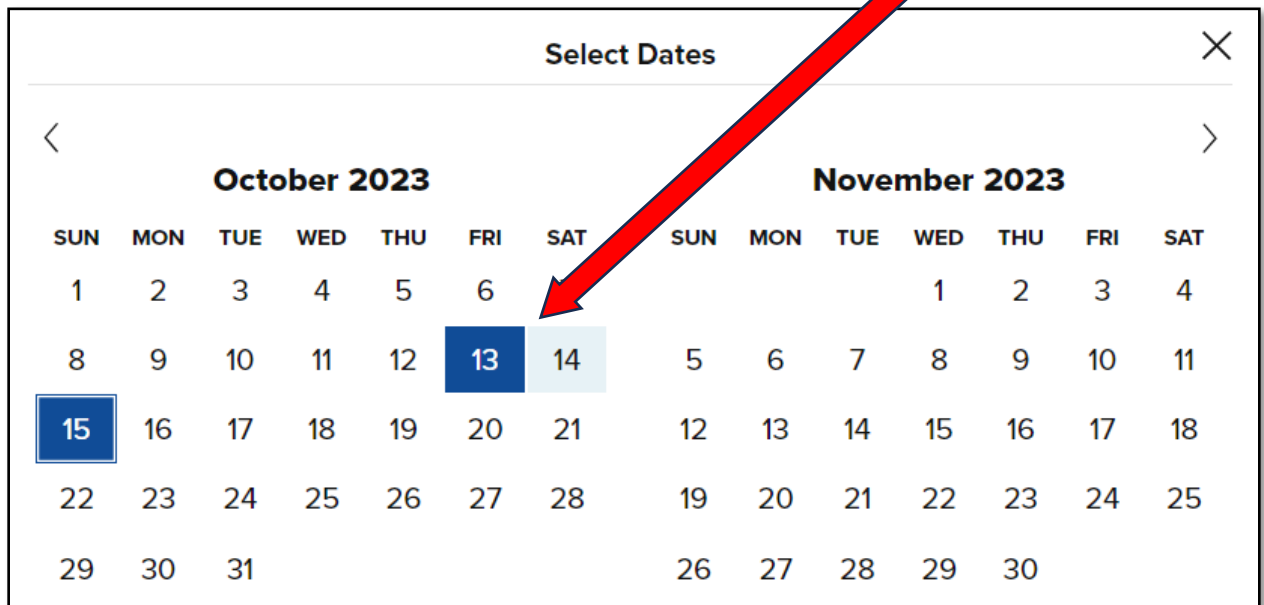 Select Dates
October 2023
SUN MON TUE WED THU FRI SAT
1 2 3 4 5 6
8 9 10 11 12 13 14
15 16 17 18 19 20 21
22 23 24 25 26 27 28
29 30 31
November 2023
SUN MON TUE WED THU FRI SAT
1 2 3 4
5 6 7 8 9 10 11
12 13 14 15 16 17 18
19 20 21 22 23 24 25
26 27 28 29 30